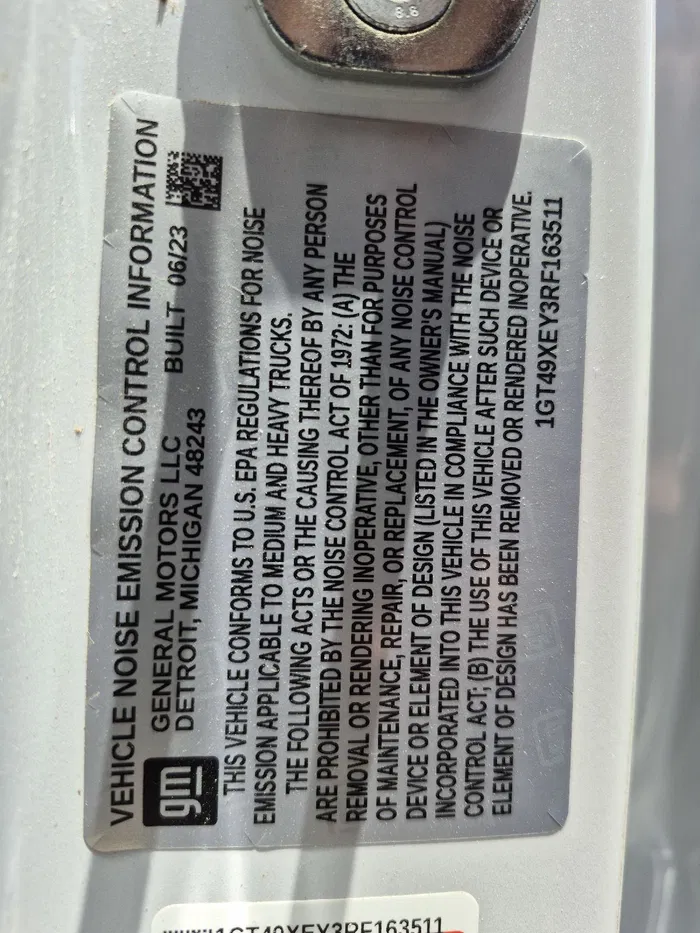 8.8
VEHICLE NOISE EMISSION CONTROL INFORMATION
gm
GENERAL MOTORS LLC
DETROIT, MICHIGAN 48243 BUILT 06/23
THIS VEHICLE CONFORMS TO U.S. EPA REGULATIONS FOR NOISE
EMISSION APPLICABLE TO MEDIUM AND HEAVY TRUCKS.
THE FOLLOWING ACTS OR THE CAUSING THEREOF BY ANY PERSON
ARE PROHIBITED BY THE NOISE CONTROL ACT OF 1972: (A) THE
REMOVAL OR RENDERING INOPERATIVE, OTHER THAN FOR PURPOSES
OF MAINTENANCE, REPAIR, OR REPLACEMENT, OF ANY NOISE CONTROL
DEVICE OR ELEMENT OF DESIGN (LISTED IN THE OWNER'S MANUAL)
INCORPORATED INTO THIS VEHICLE IN COMPLIANCE WITH THE NOISE
CONTROL ACT; (B) THE USE OF THIS VEHICLE AFTER SUCH DEVICE OR
ELEMENT OF DESIGN HAS BEEN REMOVED OR RENDERED INOPERATIVE.
1GT49XEY3RF163511
1GT49XEY3RF163511